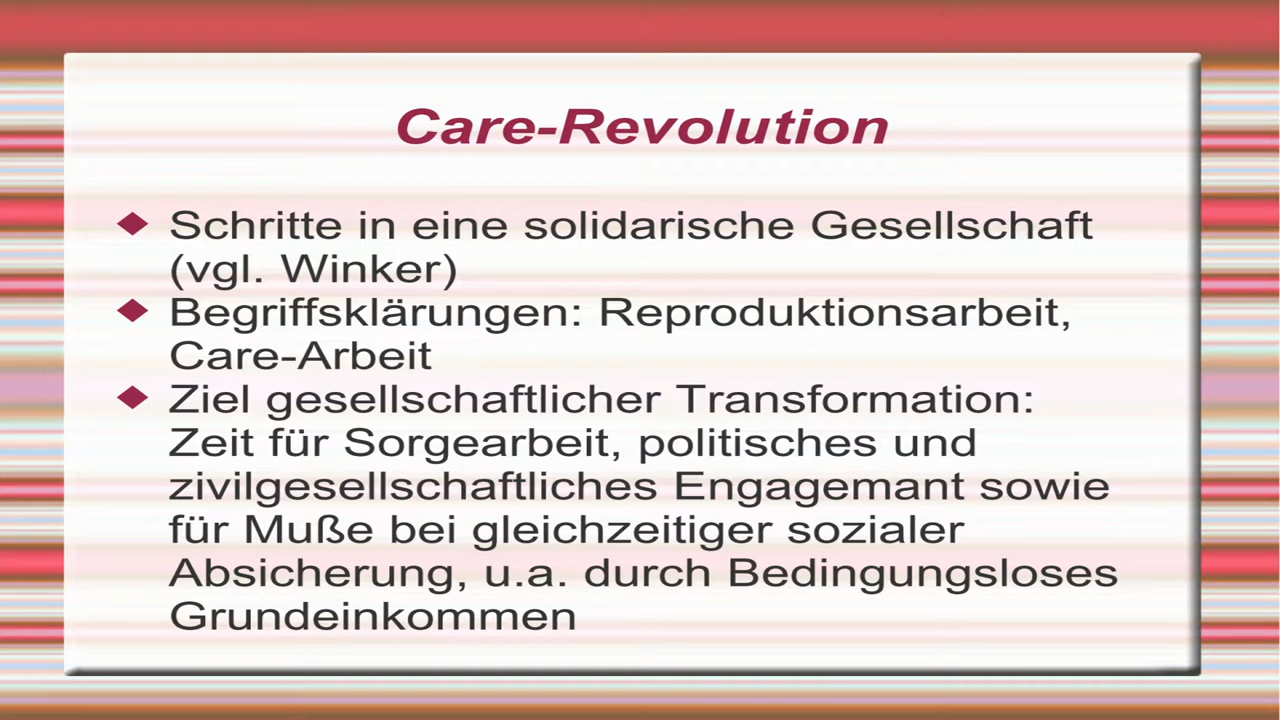 Care-Revolution
Schritte in eine solidarische Gesellschaft
(vgl. Winker)
Begriffsklärungen: Reproduktionsarbeit,
Care-Arbeit
Ziel gesellschaftlicher Transformation:
Zeit für Sorgearbeit, politisches und
zivilgesellschaftliches Engagemant sowie
für Muße bei gleichzeitiger sozialer
Absicherung, u.a. durch Bedingungsloses
Grundeinkommen